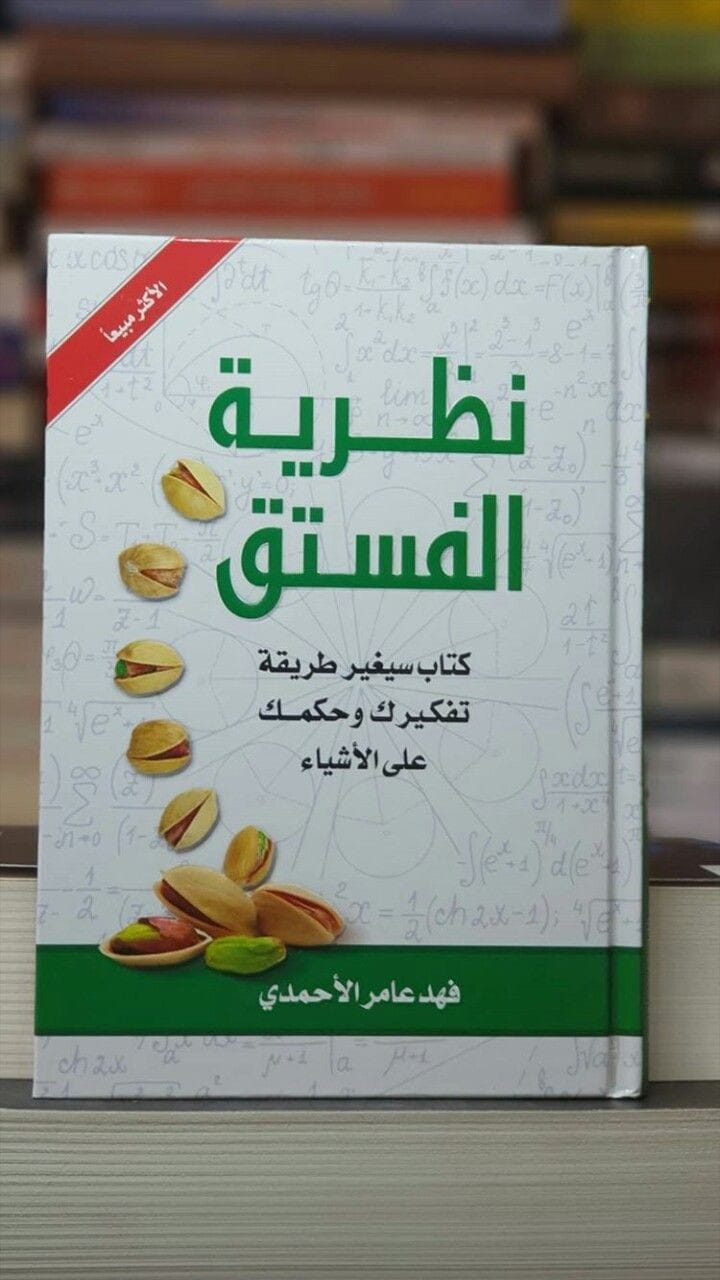 الأكثر مبيعاً
نظرية
الفستق
كتاب سيغير طريقة
تفكيرك وحكمك
على الأشياء
فهد عامر الأحمدي